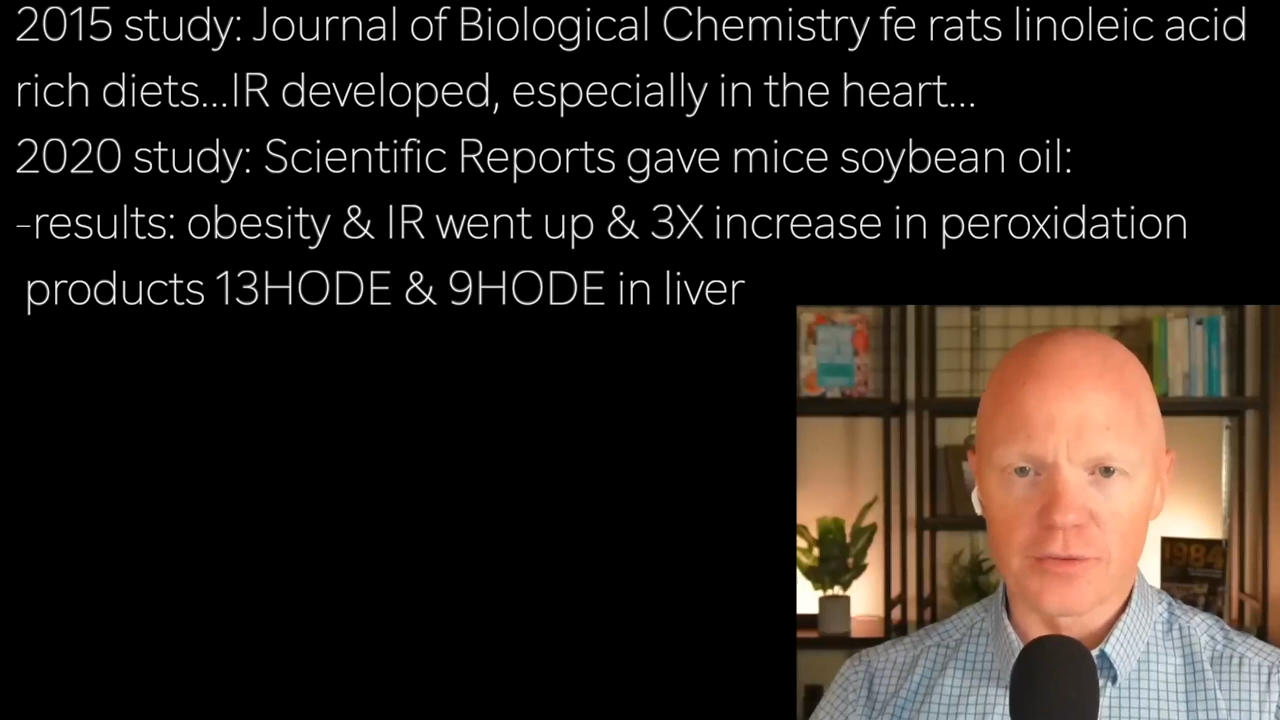 2015 study: Journal of Biological Chemistry fe rats linoleic acid
rich diets...IR developed, especially in the heart...
2020 study: Scientific Reports gave mice soybean oil:
-results: obesity & IR went up & 3X increase in peroxidation
products 13HODE & 9HODE in liver
1984